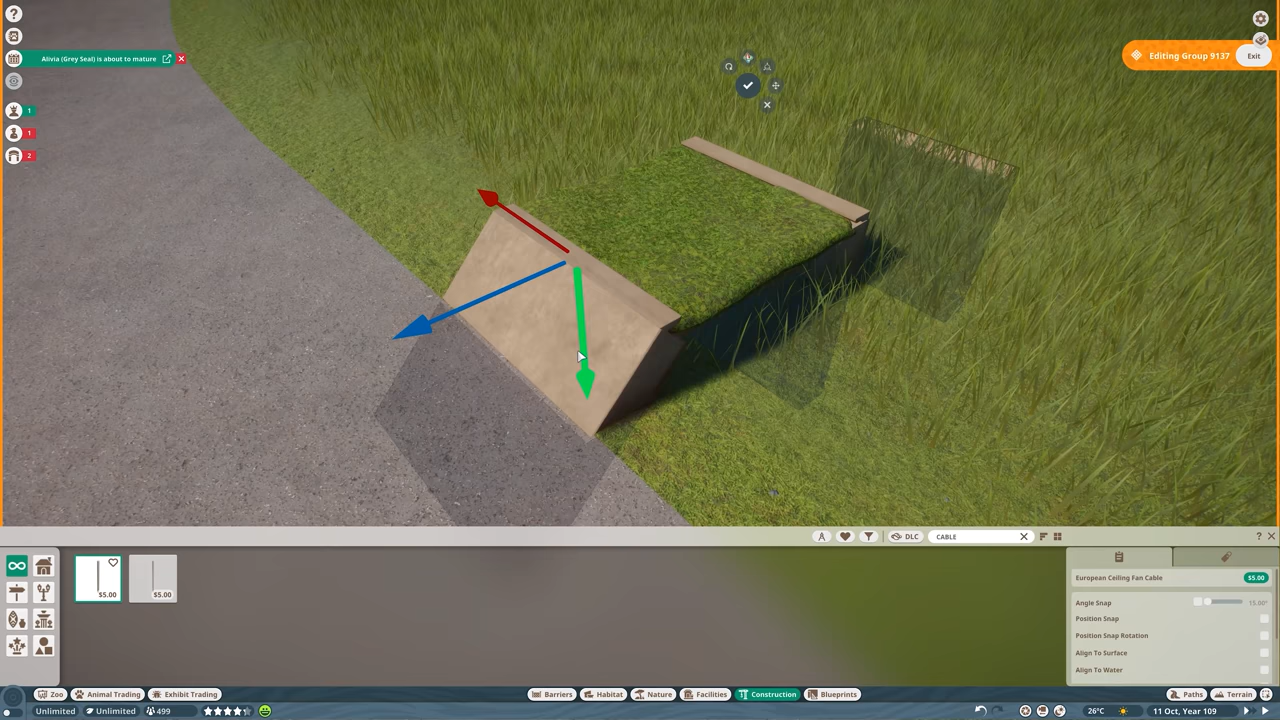 ?
Alivia (Grey Seal) is about to mature
Editing Group 9137
Exit
1
1
2
DLC
CABLE
?
$5.00
$5.00
European Ceiling Fan Cable
$5.00
Angle Snap
15.00°
Position Snap
Position Snap Rotation
Align To Surface
Align To Water
Zoo
Animal Trading
Exhibit Trading
Barriers
Habitat
Nature
Facilities
Construction
Blueprints
Paths
Terrain
Unlimited
Unlimited
499
26°C
11 Oct, Year 109